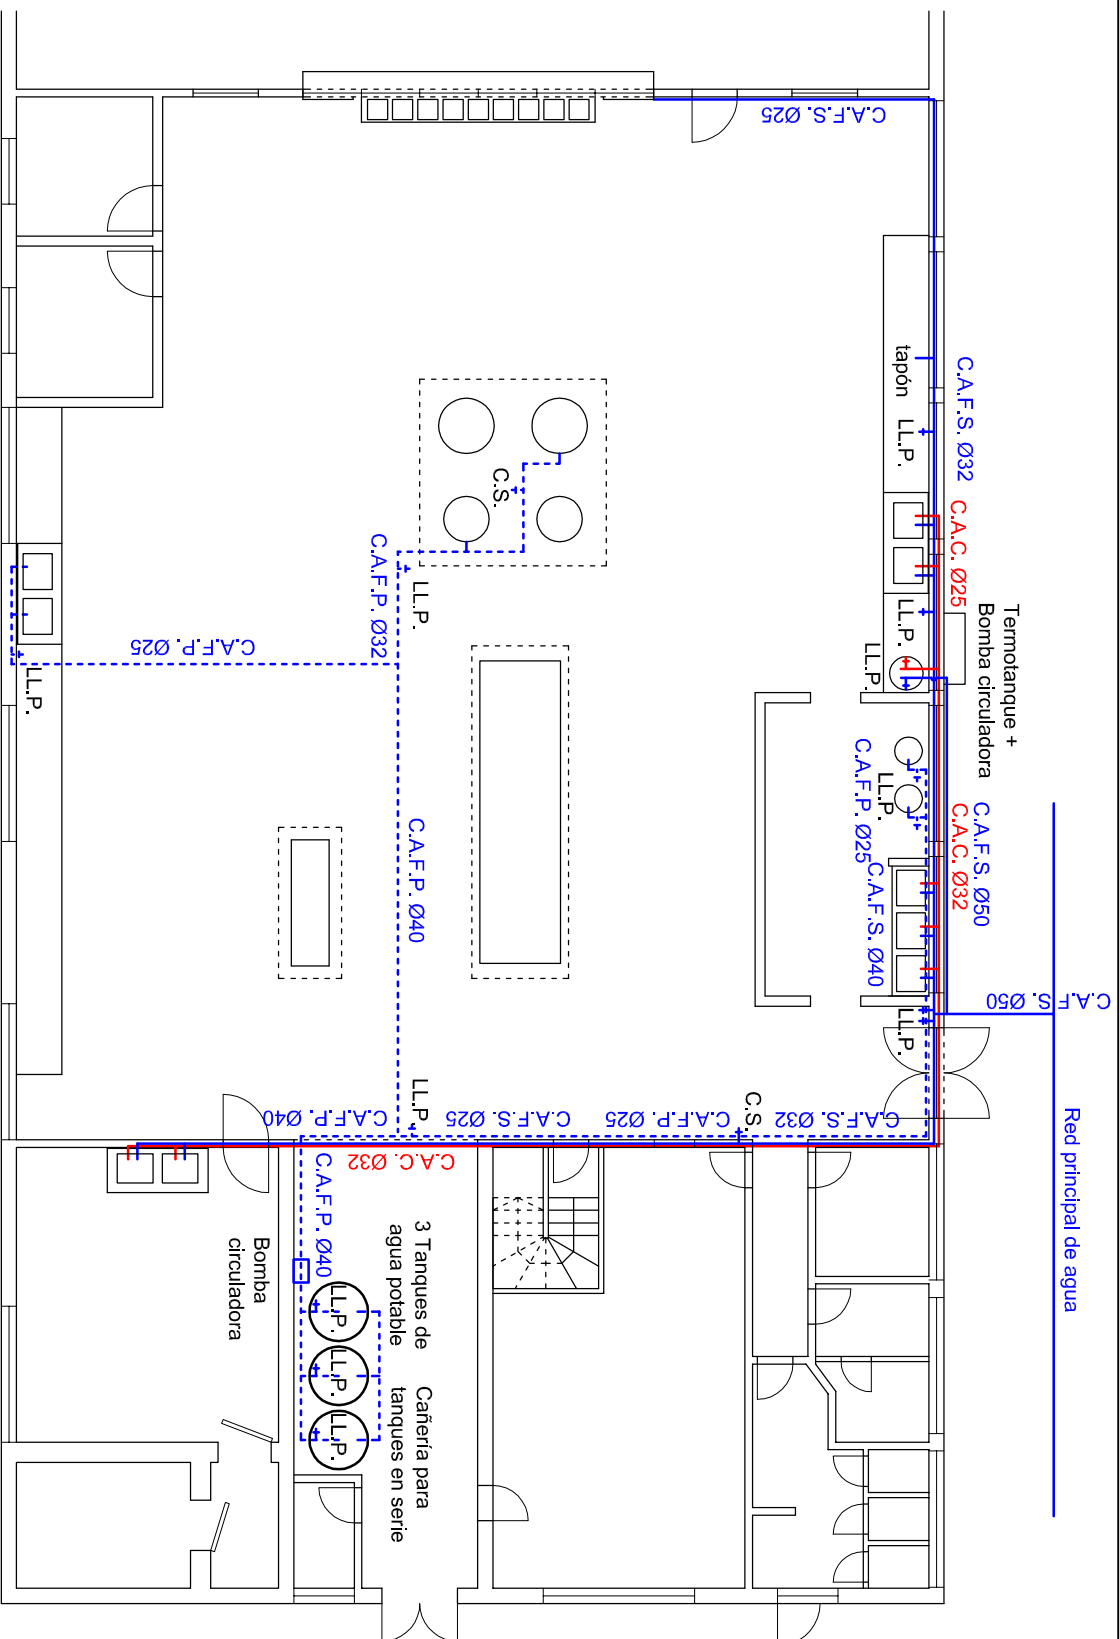 C.A.F.S. Ø25
C.A.F.S. Ø32
tapón
LL.P.
C.A.C. Ø25
Termotanque +
Bomba circuladora
LL.P.
LL.P.
C.S.
C.A.F.P. Ø32
LL.P.
C.A.F.P. Ø25
LL.P.
C.A.F.P. Ø25
LL.P.
C.A.F.S. Ø50
C.A.C. Ø32
C.A.F.S. Ø40
C.A.F.P. Ø40
C.A.F.S. Ø50
LL.P.
Red principal de agua
LL.P.
C.S.
C.A.F.P. Ø40
C.A.F.S. Ø25
C.A.F.P. Ø25
C.A.F.S. Ø32
C.A.C. Ø32
C.A.F.P. Ø40
Bomba
circuladora
3 Tanques de
agua potable
Cañería para
tanques en serie
LL.P.
LL.P.
LL.P.